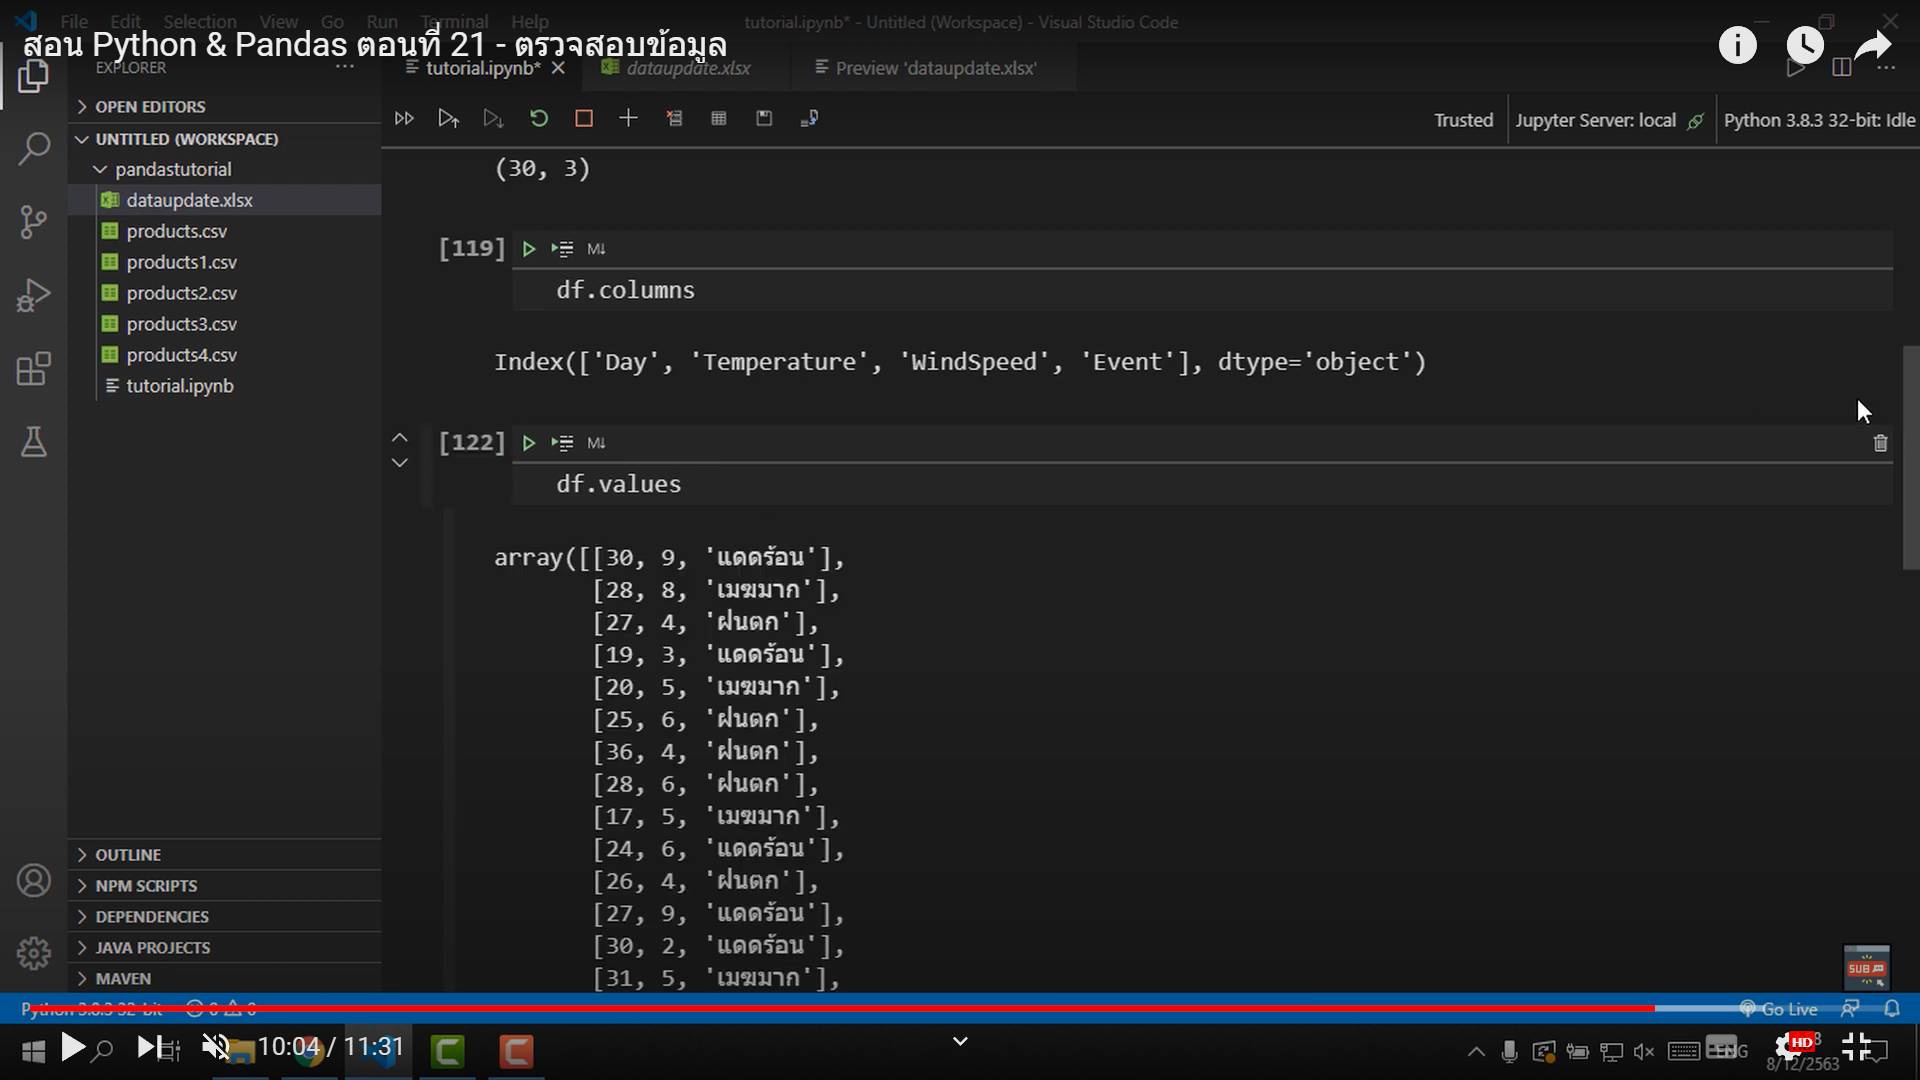 File Edit Selection View Go Run Terminal Help
tutorial.ipynb* - Untitled (Workspace) - Visual Studio Code
สอน Python & Pandas ตอนที่ 21 - ตรวจสอบข้อมูล
EXPLORER
tutorial.ipynb*
dataupdate.xlsx
Preview 'dataupdate.xlsx'
OPEN EDITORS
UNTITLED (WORKSPACE)
pandastutorial
dataupdate.xlsx
products.csv
products1.csv
products2.csv
products3.csv
products4.csv
tutorial.ipynb
OUTLINE
NPM SCRIPTS
DEPENDENCIES
JAVA PROJECTS
MAVEN
Trusted
Jupyter Server: local
Python 3.8.3 32-bit: Idle
(30, 3)
[119]
M↓
df.columns
Index(['Day', 'Temperature', 'WindSpeed', 'Event'], dtype='object')
[122]
M↓
df.values
array([[30, 9, 'แดดร้อน'],
[28, 8, 'เมฆมาก'],
[27, 4, 'ฝนตก'],
[19, 3, 'แดดร้อน'],
[20, 5, 'เมฆมาก'],
[25, 6, 'ฝนตก'],
[36, 4, 'ฝนตก'],
[28, 6, 'ฝนตก'],
[17, 5, 'เมฆมาก'],
[24, 6, 'แดดร้อน'],
[26, 4, 'ฝนตก'],
[27, 9, 'แดดร้อน'],
[30, 2, 'แดดร้อน'],
[31, 5, 'เมฆมาก'],
SUB
Python 3.8.3 32-bit
0 0
Go Live
10:04 / 11:31
ENG
HD
8/12/2563